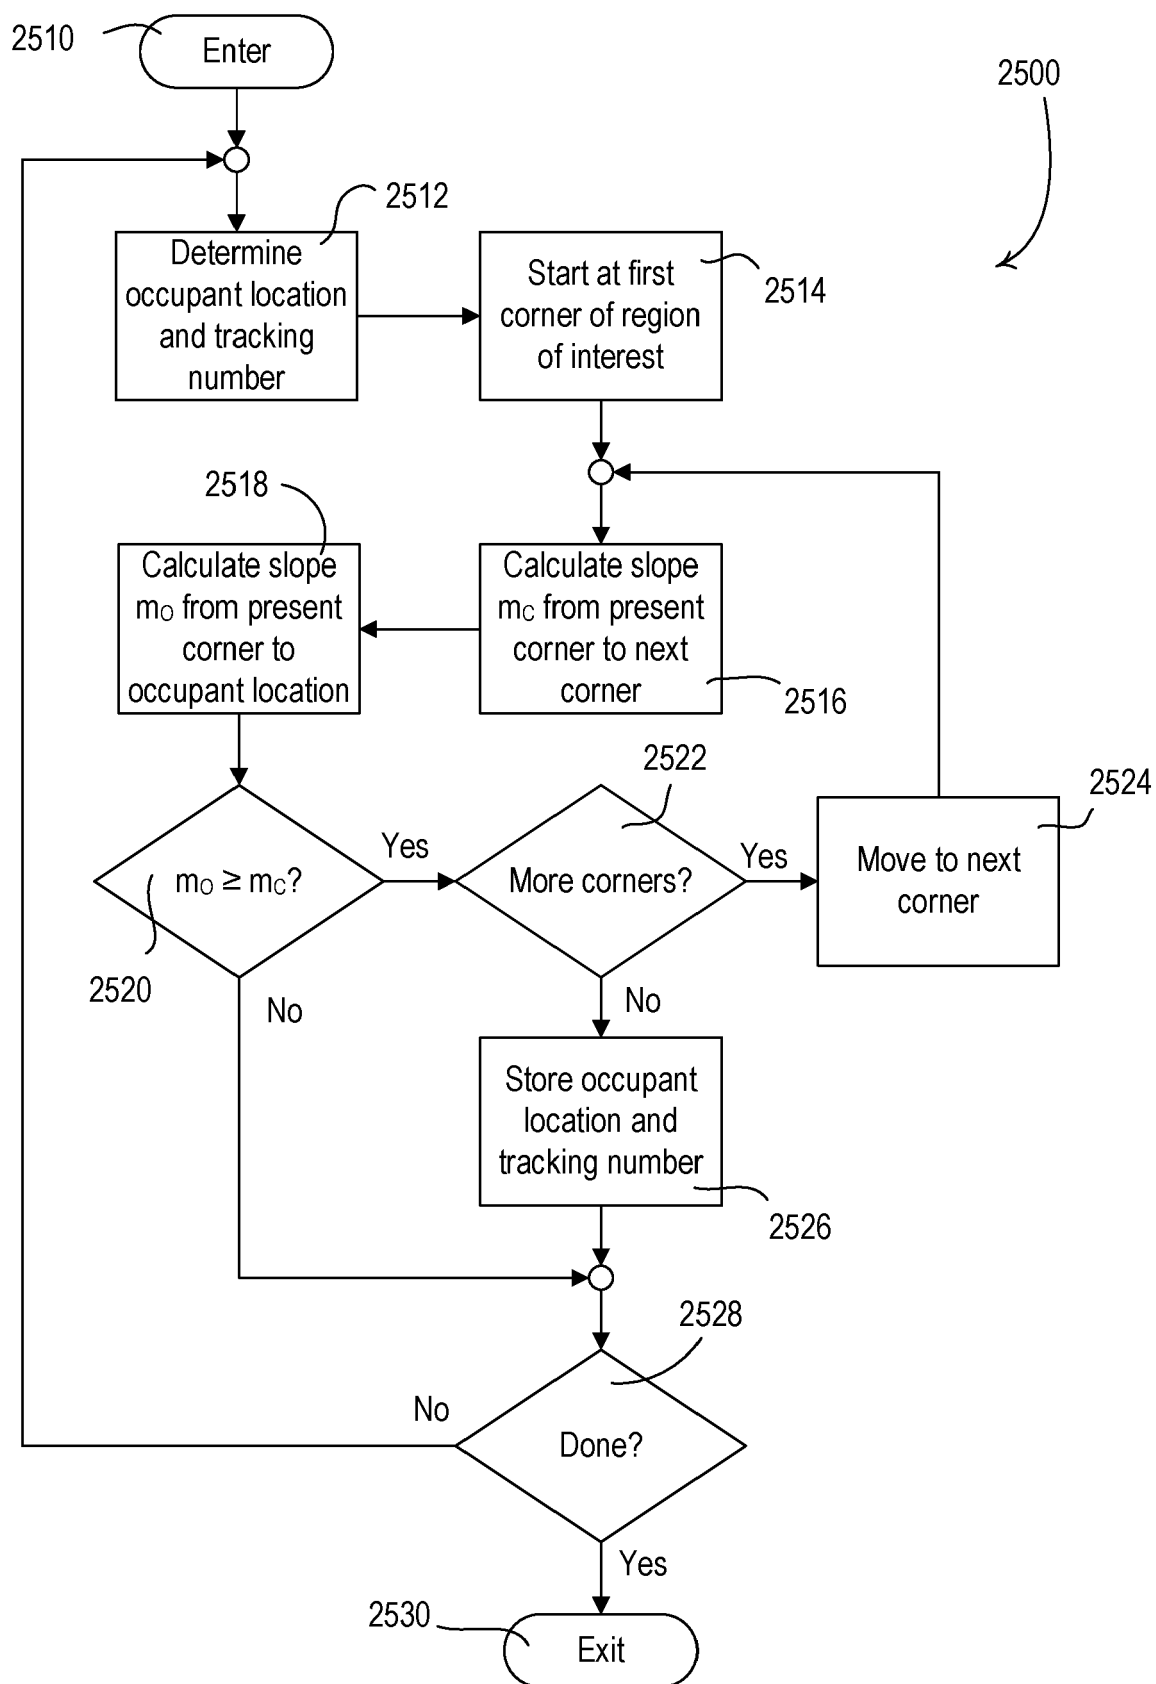 2510
Enter
2500
2512
Determine
occupant location
and tracking
number
Start at first
corner of region
of interest
2514
2518
Calculate slope
mO from present
corner to
occupant location
Calculate slope
mC from present
corner to next
corner
2516
2522
2524
mO ≥ mC?
Yes
More corners?
Yes
Move to next
corner
2520
No
No
Store occupant
location and
tracking number
2526
2528
No
Done?
Yes
2530
Exit